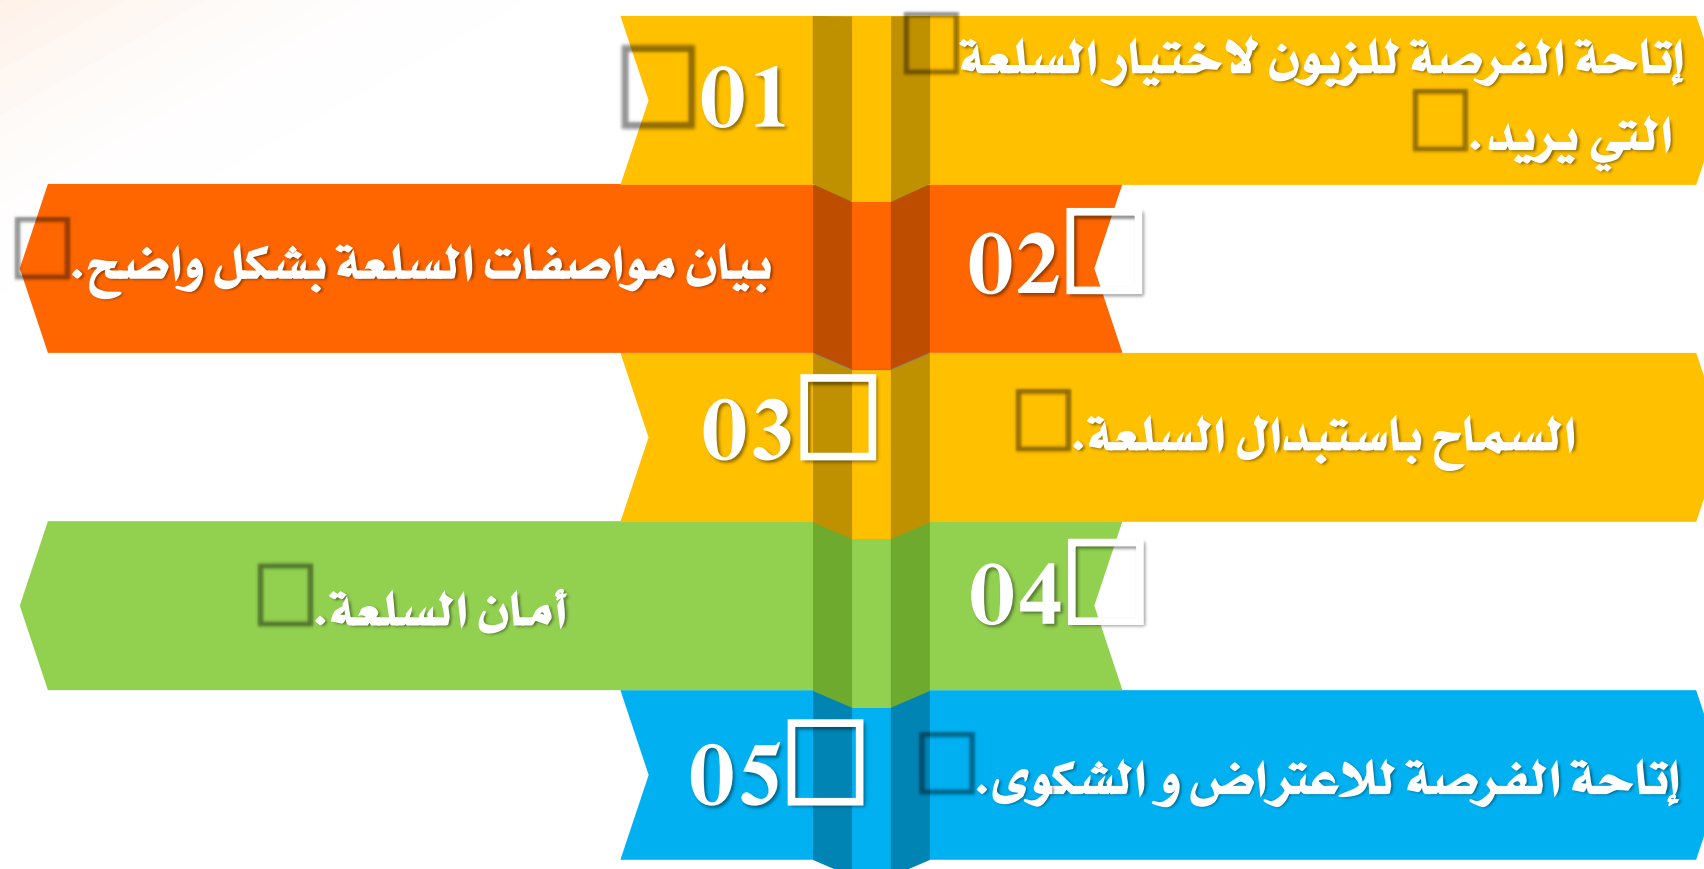 01
إتاحة الفرصة للزبون لاختيار السلعة
التي يريد.
02
بيان مواصفات السلعة بشكل واضح.
03
السماح باستبدال السلعة.
04
أمان السلعة.
05
إتاحة الفرصة للاعتراض و الشكوى.